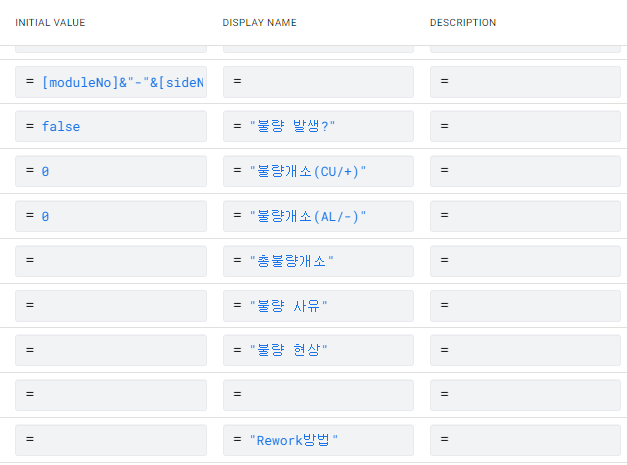 INITIAL VALUE DISPLAY NAME DESCRIPTION
= [moduleNo]&"-"&[sideN = =
= false = "불량 발생?" =
= 0 = "불량개소(CU/+)" =
= 0 = "불량개소(AL/-)" =
= = "총불량개소" =
= = "불량 사유" =
= = "불량 현상" =
= = =
= = "Rework방법" =